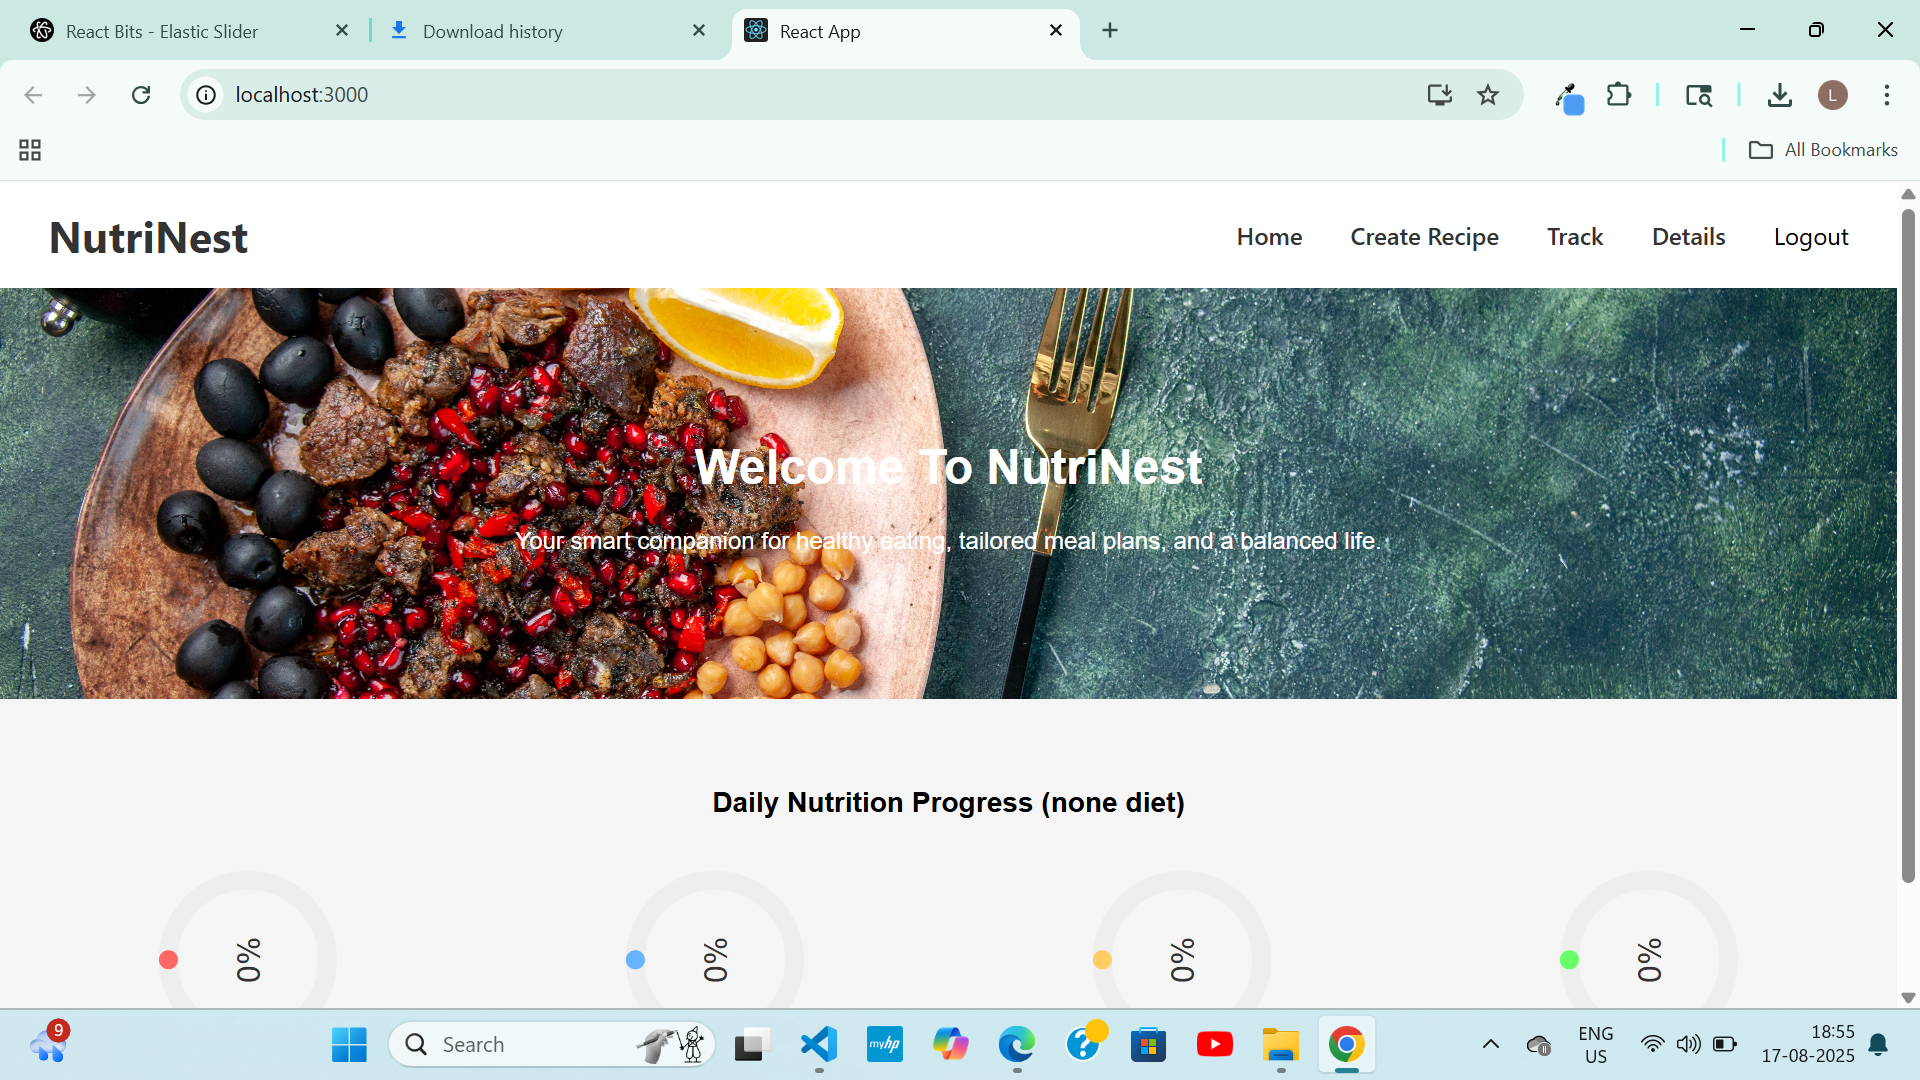 React Bits - Elastic Slider
Download history
React App
localhost:3000
L
All Bookmarks
NutriNest
Home
Create Recipe
Track
Details
Logout
Welcome To NutriNest
Your smart companion for healthy eating, tailored meal plans, and a balanced life.
Daily Nutrition Progress (none diet)
0%
0%
0%
0%
9
Search
myhp
ENG
US
18:55
17-08-2025